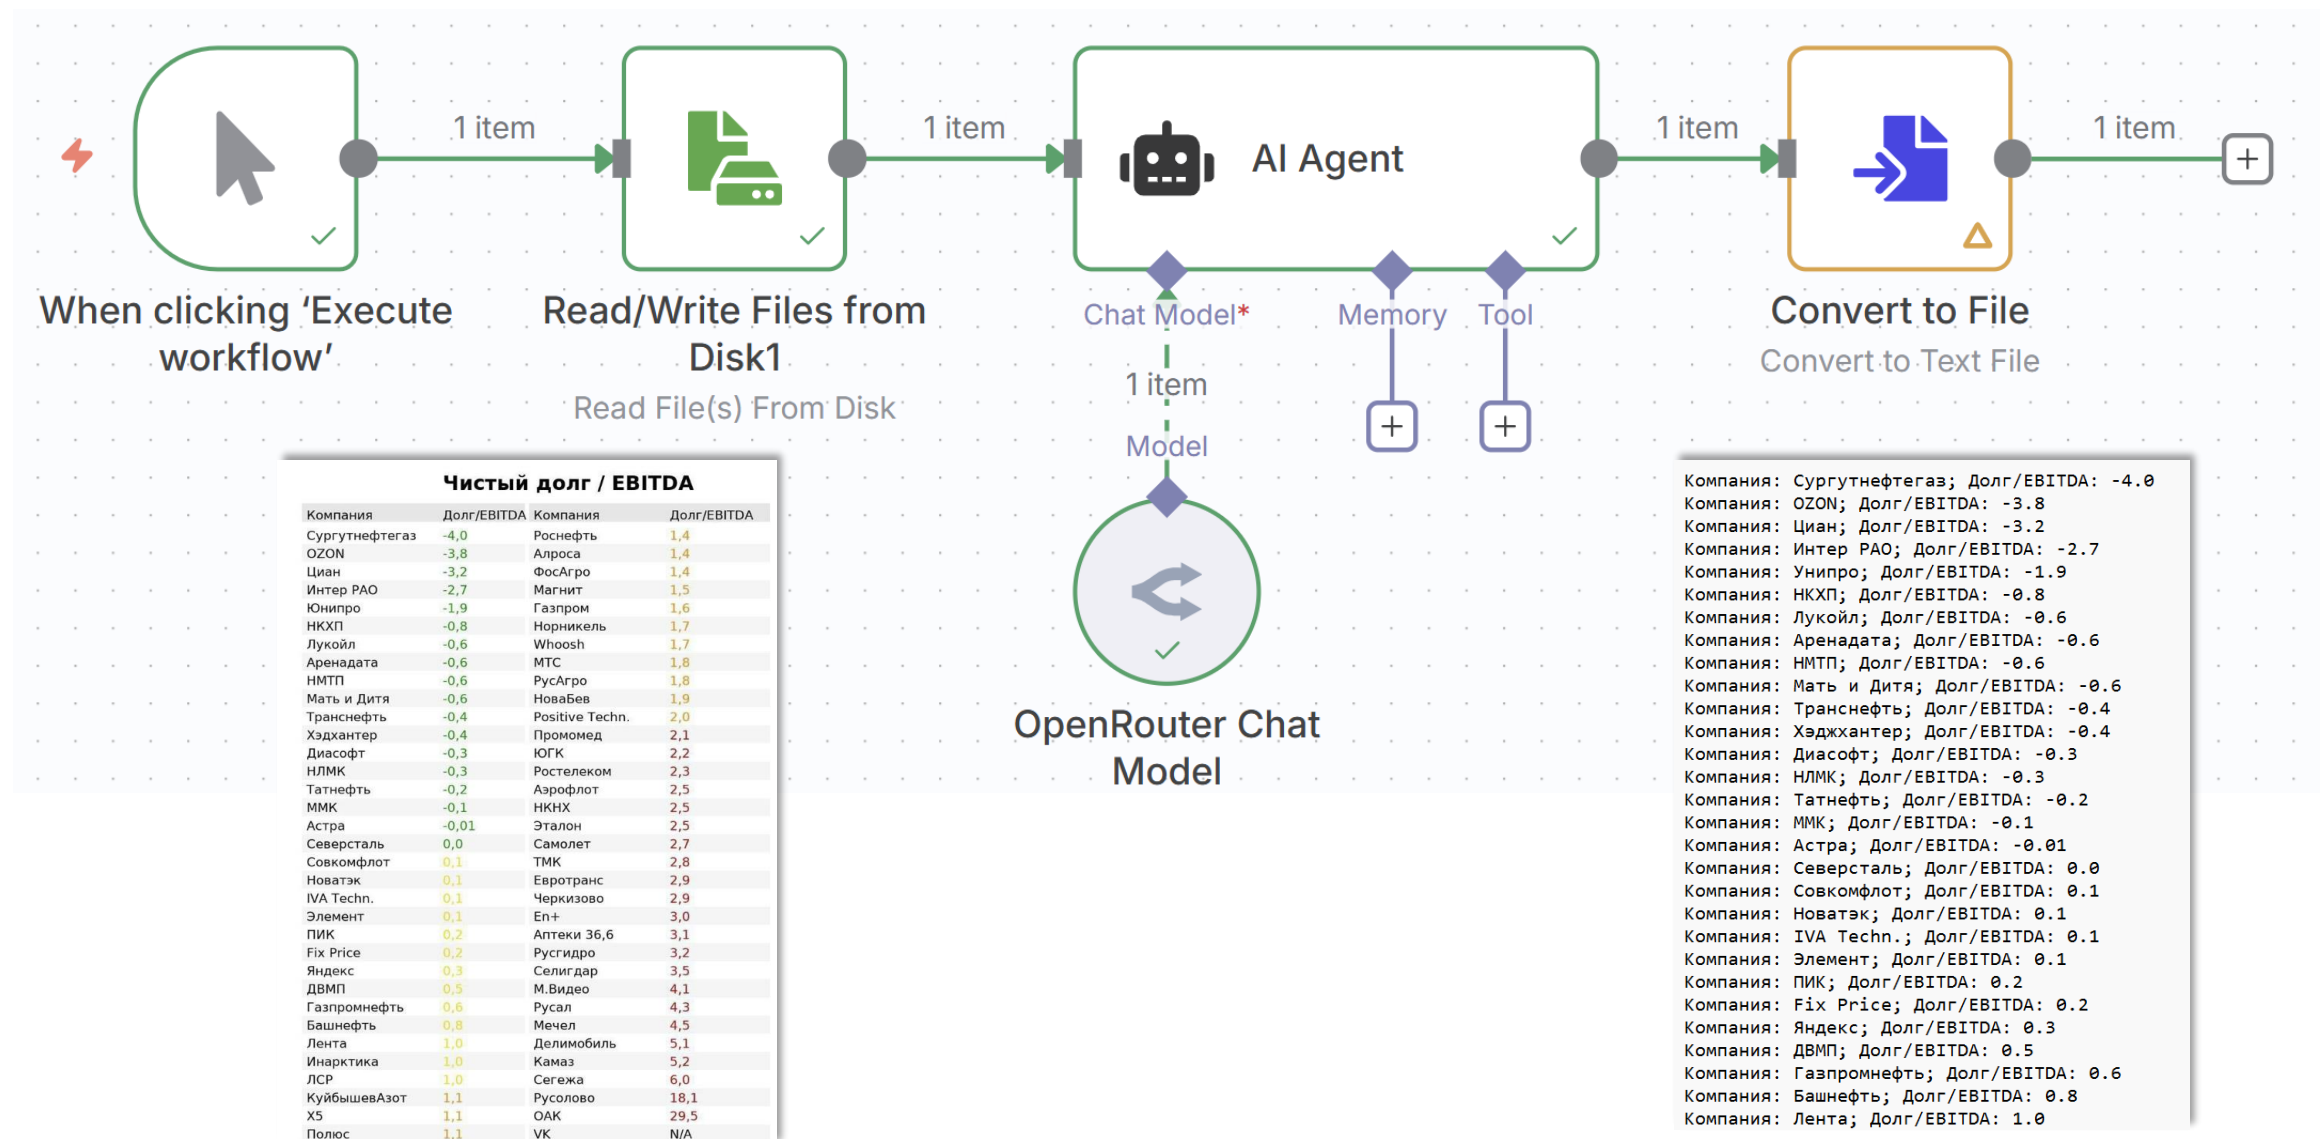 1 item
1 item
1 item
1 item
AI Agent
When clicking ‘Execute
workflow’
Read/Write Files from
Disk1
Read File(s) From Disk
Chat Model*
Memory
Tool
1 item
Model
OpenRouter Chat
Model
Convert to File
Convert to Text File
Чистый долг / EBITDA
Компания Долг/EBITDA Компания Долг/EBITDA
Сургутнефтегаз -4,0 Роснефть 1,4
OZON -3,8 Алроса 1,4
Циан -3,2 ФосАгро 1,4
Интер РАО -2,7 Магнит 1,5
Юнипро -1,9 Газпром 1,6
НКХП -0,8 Норникель 1,7
Лукойл -0,6 Whoosh 1,7
Аренадата -0,6 МТС 1,8
НМТП -0,6 РусАгро 1,8
Мать и Дитя -0,6 НоваБев 1,9
Транснефть -0,4 Positive Techn. 2,0
Хэдхантер -0,4 Промомед 2,1
Диасофт -0,3 ЮГК 2,2
НЛМК -0,3 Ростелеком 2,3
Татнефть -0,2 Аэрофлот 2,5
ММК -0,1 НКНХ 2,5
Астра -0,01 Эталон 2,5
Северсталь 0,0 Самолет 2,7
Совкомфлот 0,1 ТМК 2,8
Новатэк 0,1 Евротранс 2,9
IVA Techn. 0,1 Черкизово 2,9
Элемент 0,1 En+ 3,0
ПИК 0,2 Аптеки 36,6 3,1
Fix Price 0,2 Русгидро 3,2
Яндекс 0,3 Селигдар 3,5
ДВМП 0,5 М.Видео 4,1
Газпромнефть 0,6 Русал 4,3
Башнефть 0,8 Мечел 4,5
Лента 1,0 Делимобиль 5,1
Инарктика 1,0 Камаз 5,2
ЛСР 1,0 Сегежа 6,0
КуйбышевАзот 1,1 Русолово 18,1
X5 1,1 ОАК 29,5
Полюс 1,1 VK N/A
Компания: Сургутнефтегаз; Долг/EBITDA: -4.0
Компания: OZON; Долг/EBITDA: -3.8
Компания: Циан; Долг/EBITDA: -3.2
Компания: Интер РАО; Долг/EBITDA: -2.7
Компания: Унипро; Долг/EBITDA: -1.9
Компания: НКХП; Долг/EBITDA: -0.8
Компания: Лукойл; Долг/EBITDA: -0.6
Компания: Аренадата; Долг/EBITDA: -0.6
Компания: НМТП; Долг/EBITDA: -0.6
Компания: Мать и Дитя; Долг/EBITDA: -0.6
Компания: Транснефть; Долг/EBITDA: -0.4
Компания: Хэджхантер; Долг/EBITDA: -0.4
Компания: Диасофт; Долг/EBITDA: -0.3
Компания: НЛМК; Долг/EBITDA: -0.3
Компания: Татнефть; Долг/EBITDA: -0.2
Компания: ММК; Долг/EBITDA: -0.1
Компания: Астра; Долг/EBITDA: -0.01
Компания: Северсталь; Долг/EBITDA: 0.0
Компания: Совкомфлот; Долг/EBITDA: 0.1
Компания: Новатэк; Долг/EBITDA: 0.1
Компания: IVA Techn.; Долг/EBITDA: 0.1
Компания: Элемент; Долг/EBITDA: 0.1
Компания: ПИК; Долг/EBITDA: 0.2
Компания: Fix Price; Долг/EBITDA: 0.2
Компания: Яндекс; Долг/EBITDA: 0.3
Компания: ДВМП; Долг/EBITDA: 0.5
Компания: Газпромнефть; Долг/EBITDA: 0.6
Компания: Башнефть; Долг/EBITDA: 0.8
Компания: Лента; Долг/EBITDA: 1.0